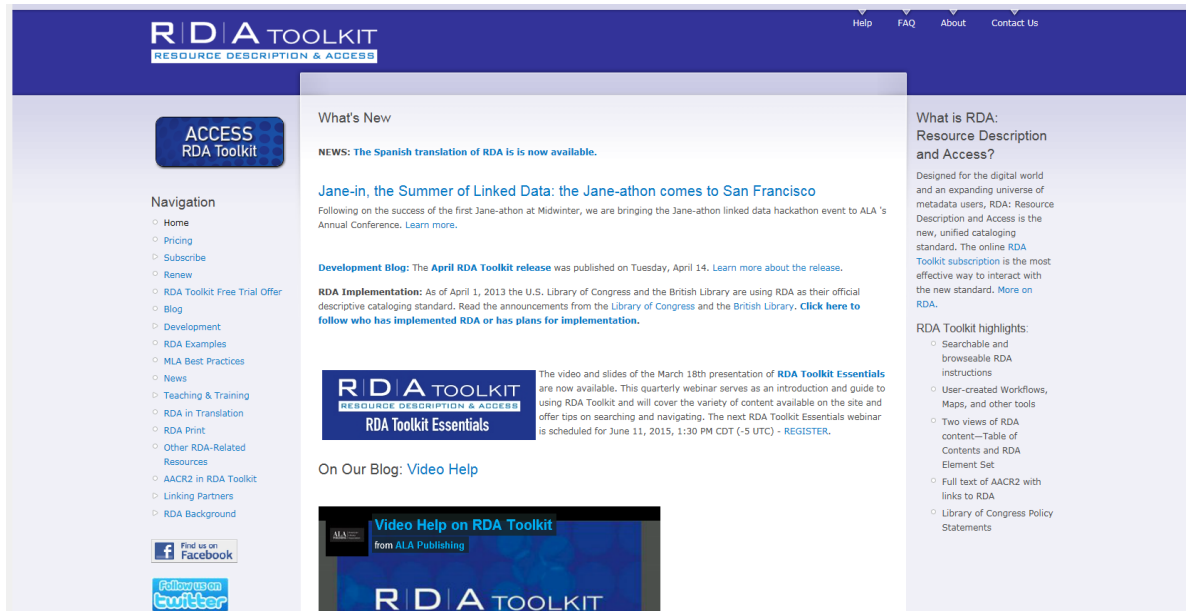 R|D|A TOOLKIT
RESOURCE DESCRIPTION & ACCESS
Help
FAQ
About
Contact Us
ACCESS
RDA Toolkit
Navigation
Home
Pricing
Subscribe
Renew
RDA Toolkit Free Trial Offer
Blog
Development
RDA Examples
MLA Best Practices
News
Teaching & Training
RDA in Translation
RDA Print
Other RDA-Related
Resources
AACR2 in RDA Toolkit
Linking Partners
RDA Background
Find us on
Facebook
Follow us on
twitter
What's New
NEWS: The Spanish translation of RDA is is now available.
Jane-in, the Summer of Linked Data: the Jane-athon comes to San Francisco
Following on the success of the first Jane-athon at Midwinter, we are bringing the Jane-athon linked data hackathon event to ALA 's
Annual Conference. Learn more.
Development Blog: The April RDA Toolkit release was published on Tuesday, April 14. Learn more about the release.
RDA Implementation: As of April 1, 2013 the U.S. Library of Congress and the British Library are using RDA as their official
descriptive cataloging standard. Read the announcements from the Library of Congress and the British Library. Click here to
follow who has implemented RDA or has plans for implementation.
R|D|A TOOLKIT
RESOURCE DESCRIPTION & ACCESS
RDA Toolkit Essentials
The video and slides of the March 18th presentation of RDA Toolkit Essentials
are now available. This quarterly webinar serves as an introduction and guide to
using RDA Toolkit and will cover the variety of content available on the site and
offer tips on searching and navigating. The next RDA Toolkit Essentials webinar
is scheduled for June 11, 2015, 1:30 PM CDT (-5 UTC) - REGISTER.
On Our Blog: Video Help
ALA
Video Help on RDA Toolkit
from ALA Publishing
R|D|A TOOLKIT
What is RDA:
Resource Description
and Access?
Designed for the digital world
and an expanding universe of
metadata users, RDA: Resource
Description and Access is the
new, unified cataloging
standard. The online RDA
Toolkit subscription is the most
effective way to interact with
the new standard. More on
RDA.
RDA Toolkit highlights:
Searchable and
browseable RDA
instructions
User-created Workflows,
Maps, and other tools
Two views of RDA
content—Table of
Contents and RDA
Element Set
Full text of AACR2 with
links to RDA
Library of Congress Policy
Statements